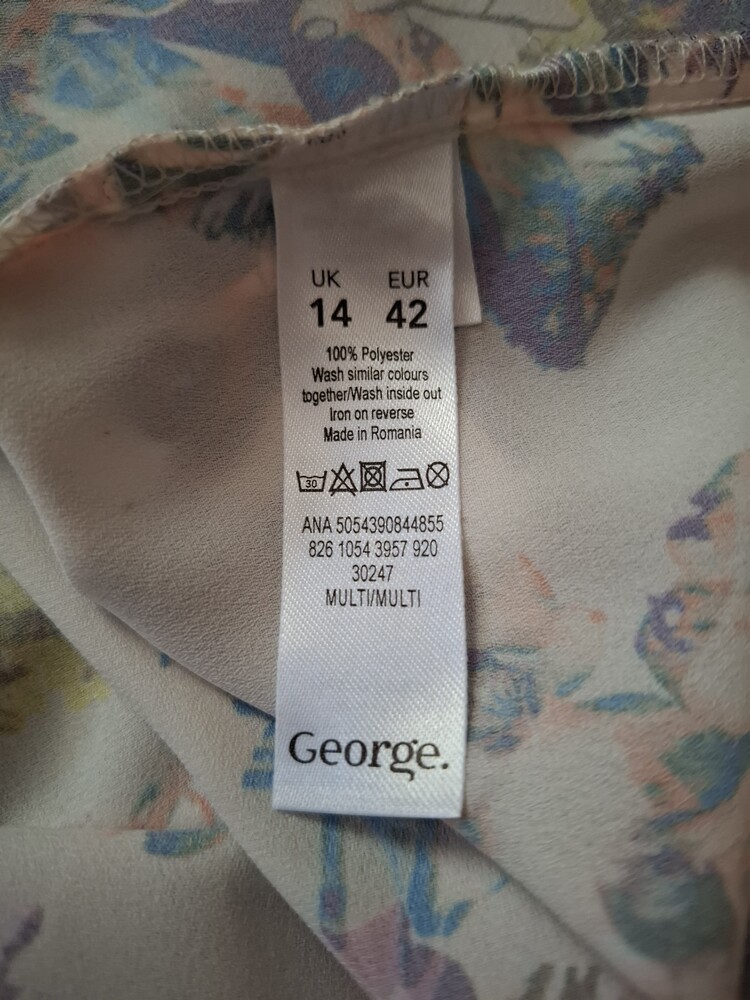 UK EUR
14 42
100% Polyester
Wash similar colours
together/Wash inside out
Iron on reverse
Made in Romania
30
ANA 5054390844855
826 1054 3957 920
30247
MULTI/MULTI
George.